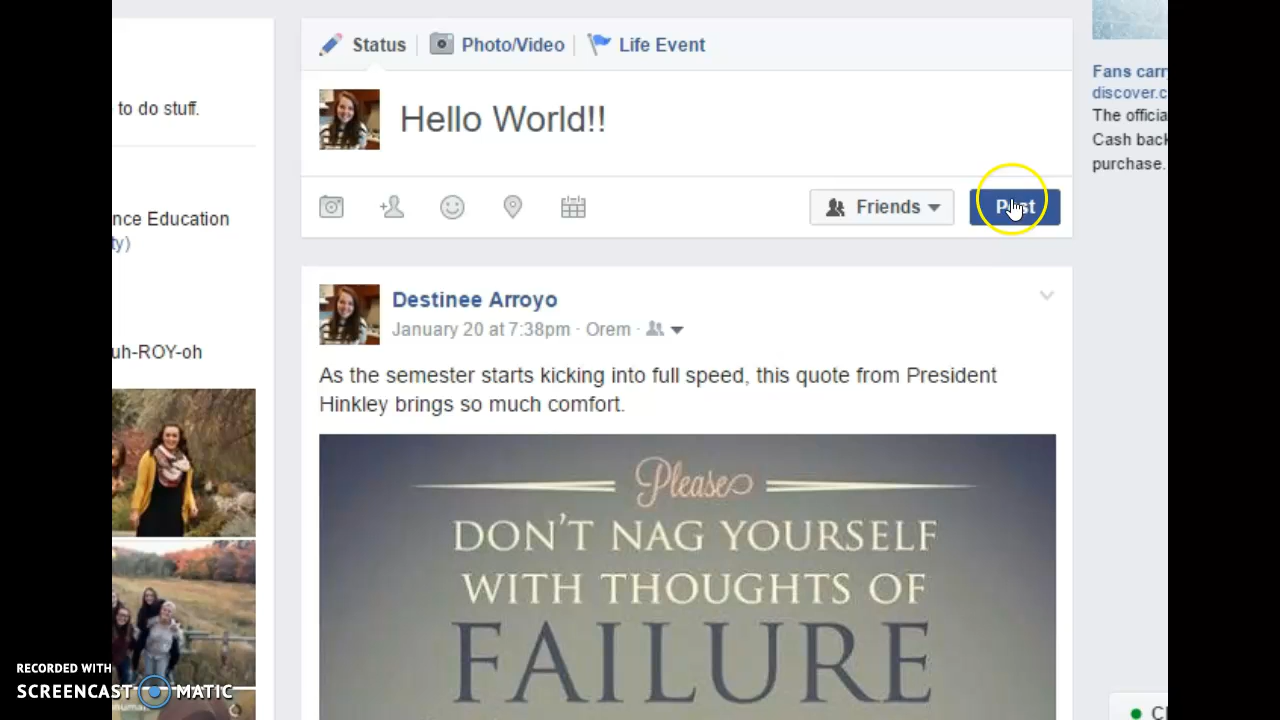 to do stuff.
nce Education
ty)
uh-ROY-oh
Status
Photo/Video
Life Event
Hello World!!
Friends
Post
Destinee Arroyo
January 20 at 7:38pm · Orem ·
As the semester starts kicking into full speed, this quote from President
Hinkley brings so much comfort.
Please
DON'T NAG YOURSELF
WITH THOUGHTS OF
FAILURE
Fans carry
discover.c
The officia
Cash back
purchase.
RECORDED WITH
SCREENCAST MATIC